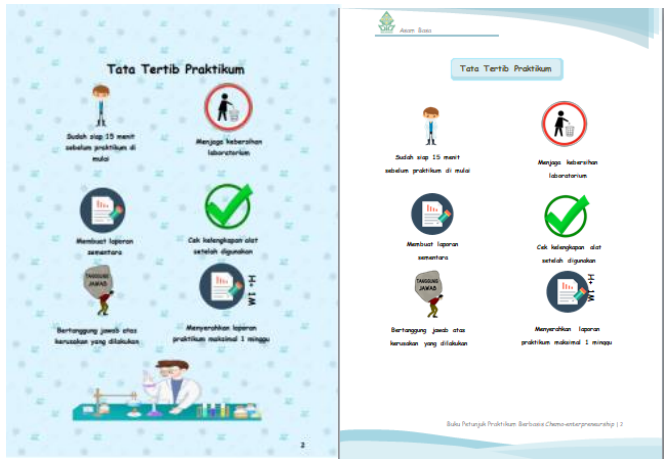 Tata Tertib Praktikum
Sudah siap 15 menit
sebelum praktikum di
mulai
Menjaga kebersihan
laboratorium
Membuat laporan
sementara
Cek kelengkapan alat
setelah digunakan
TANGGUNG
JAWAB
H+
1M
Bertanggung jawab atas
kerusakan yang dilakukan
Menyerahkan laporan
praktikum maksimal 1 minggu
2
Asam Basa
Tata Tertib Praktikum
Sudah siap 15 menit
sebelum praktikum di mulai
Menjaga kebersihan
laboratorium
Membuat laporan
sementara
Cek kelengkapan alat
setelah digunakan
TANGGUNG
JAWAB
H+
1M
Bertanggung jawab atas
kerusakan yang dilakukan
Menyerahkan laporan
praktikum maksimal 1 minggu
Buku Petunjuk Praktikum Berbasis Chemo-enterpreneurship | 2